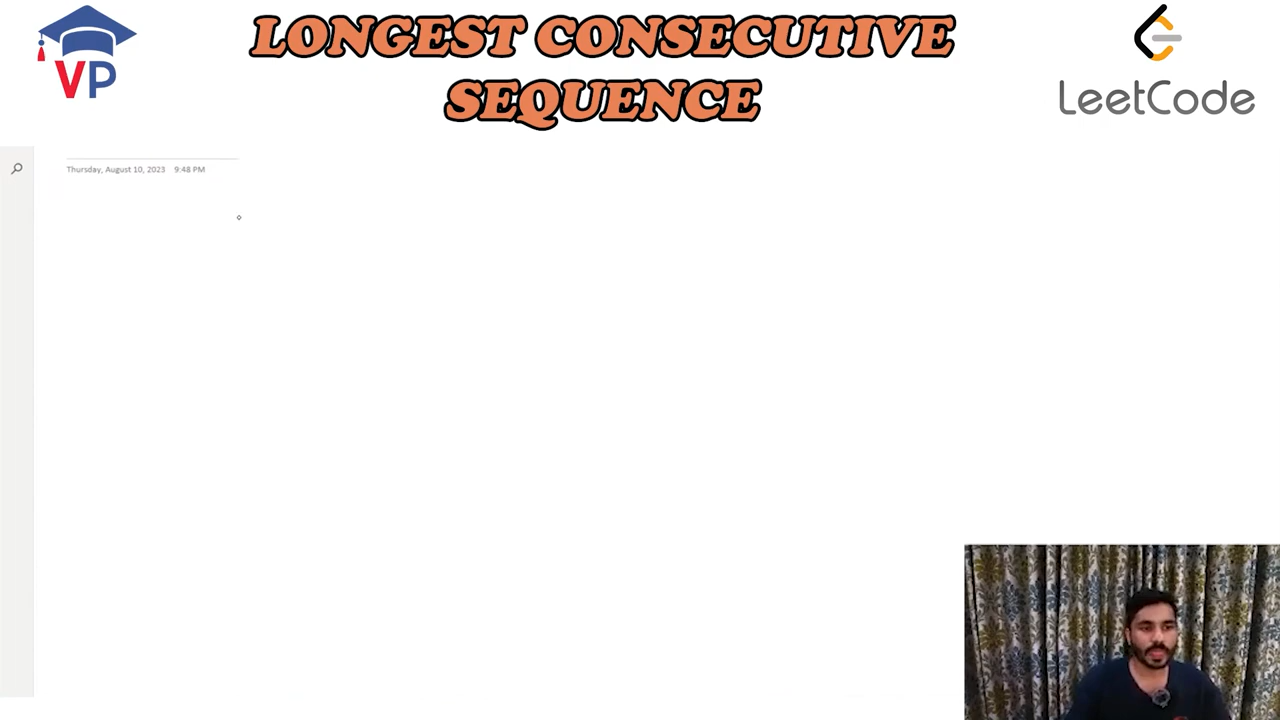 LONGEST CONSECUTIVE
SEQUENCE
VP
LeetCode
Thursday, August 10, 2023 9:48 PM